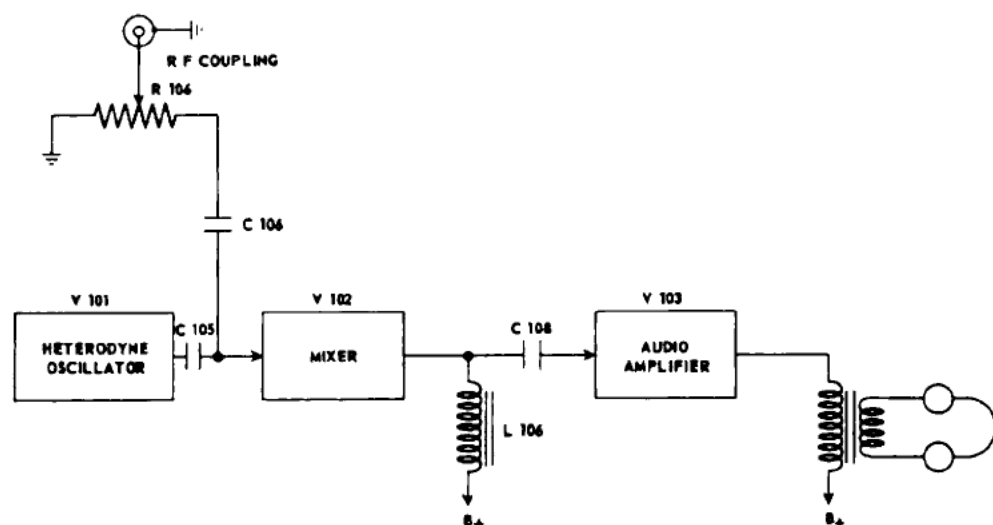 R F COUPLING
R 106
C 106
V 101
V 102
V 103
C 105
C 108
HETERODYNE
OSCILLATOR
MIXER
AUDIO
AMPLIFIER
L 106
B+
B+